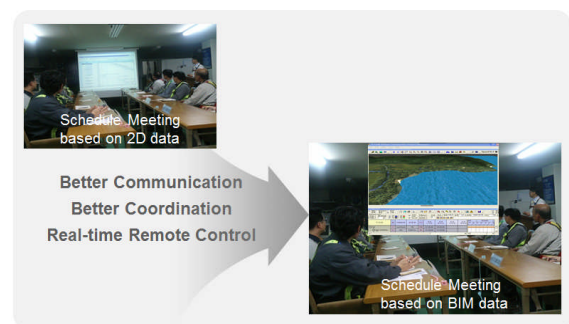 Schedule Meeting
based on 2D data
Better Communication
Better Coordination
Real-time Remote Control
Schedule Meeting
based on BIM data